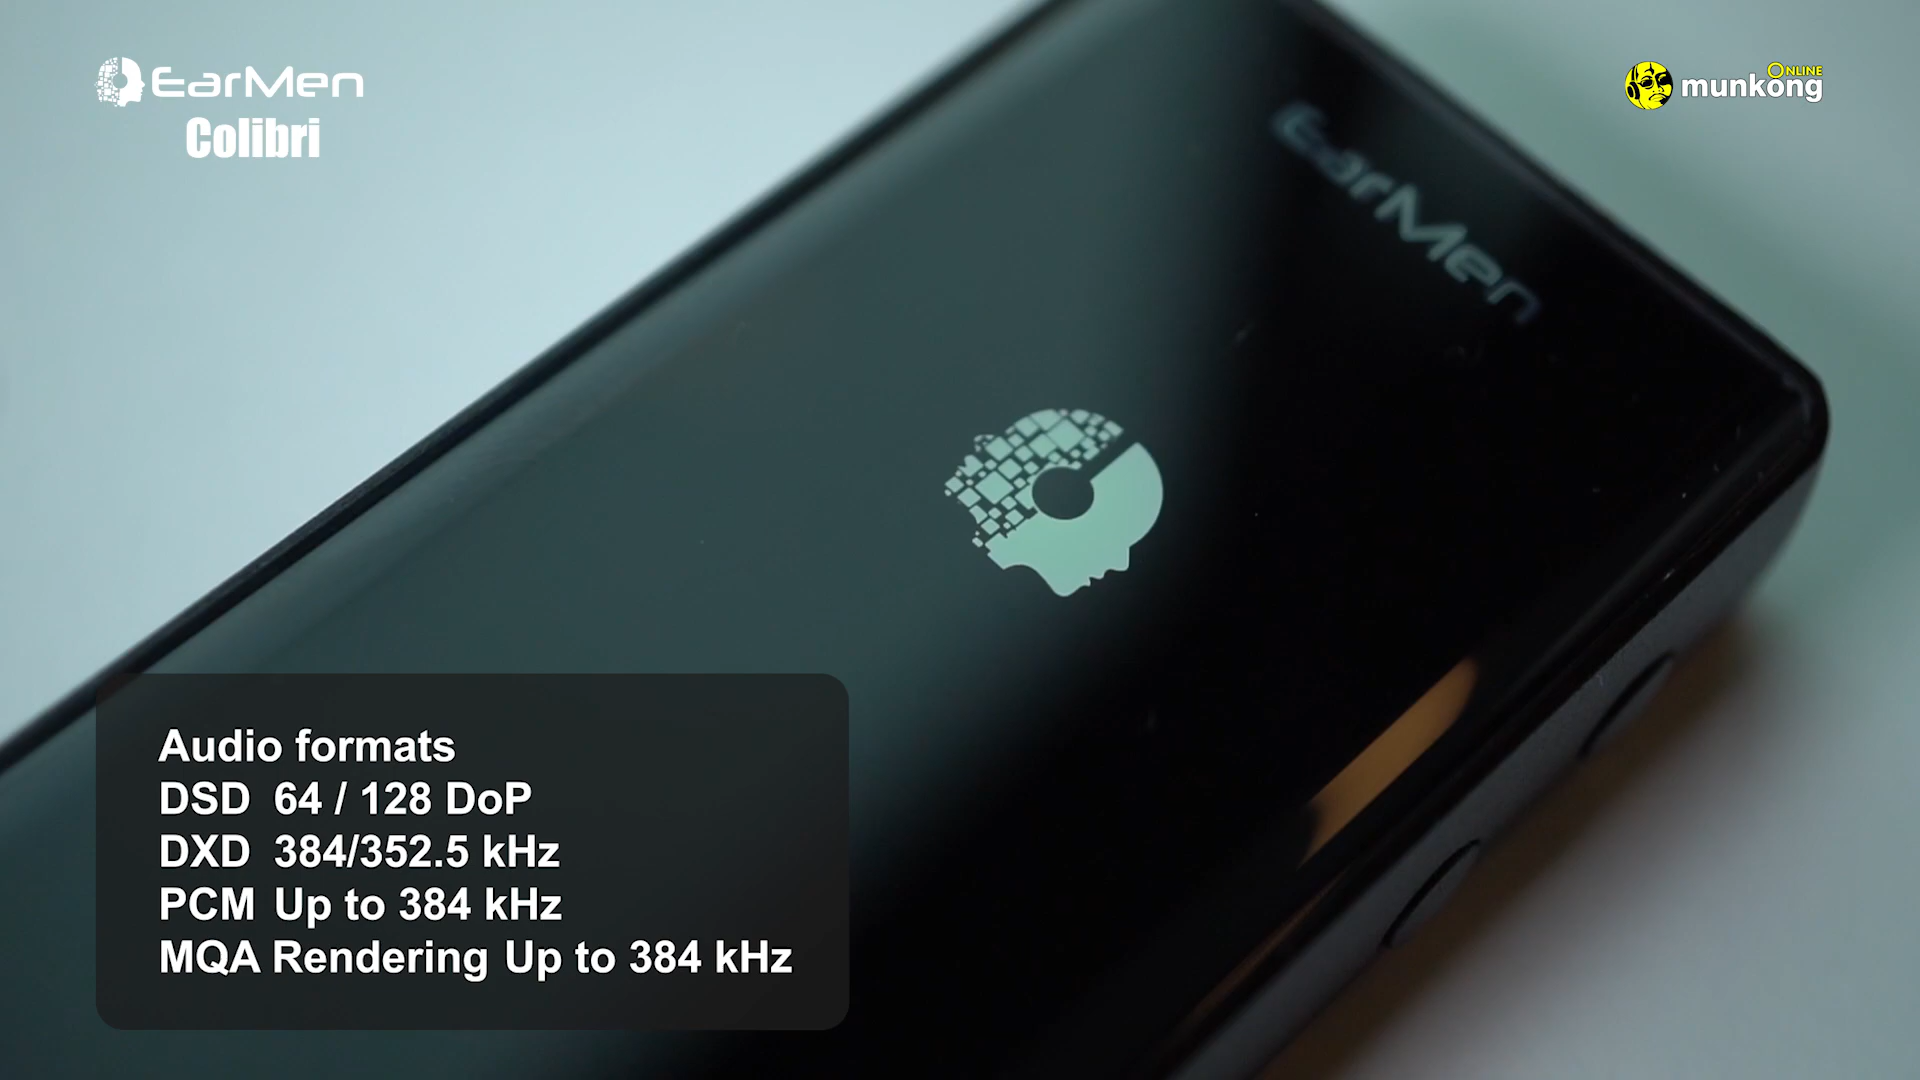 EarMen
Colibri
ONLINE
munkong
EarMen
Audio formats
DSD 64 / 128 DoP
DXD 384/352.5 kHz
PCM Up to 384 kHz
MQA Rendering Up to 384 kHz